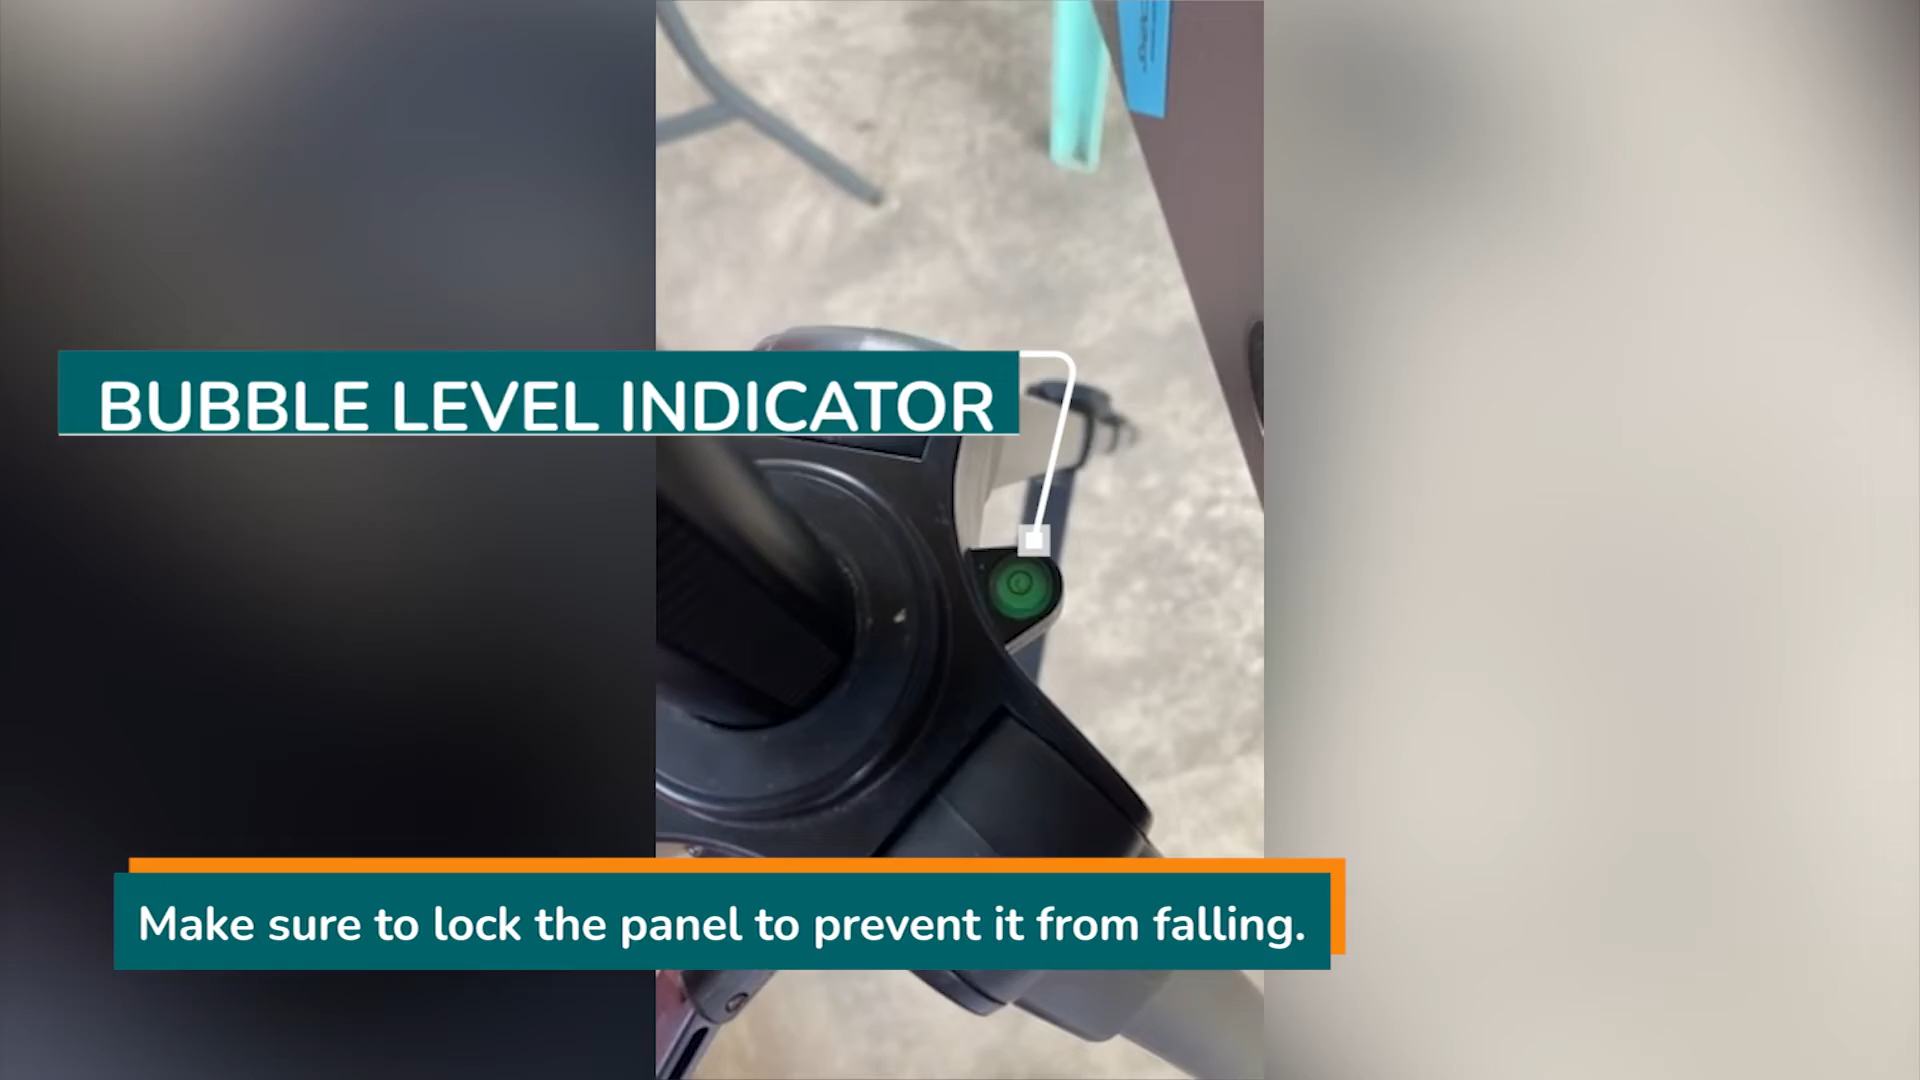 BUBBLE LEVEL INDICATOR
Make sure to lock the panel to prevent it from falling.